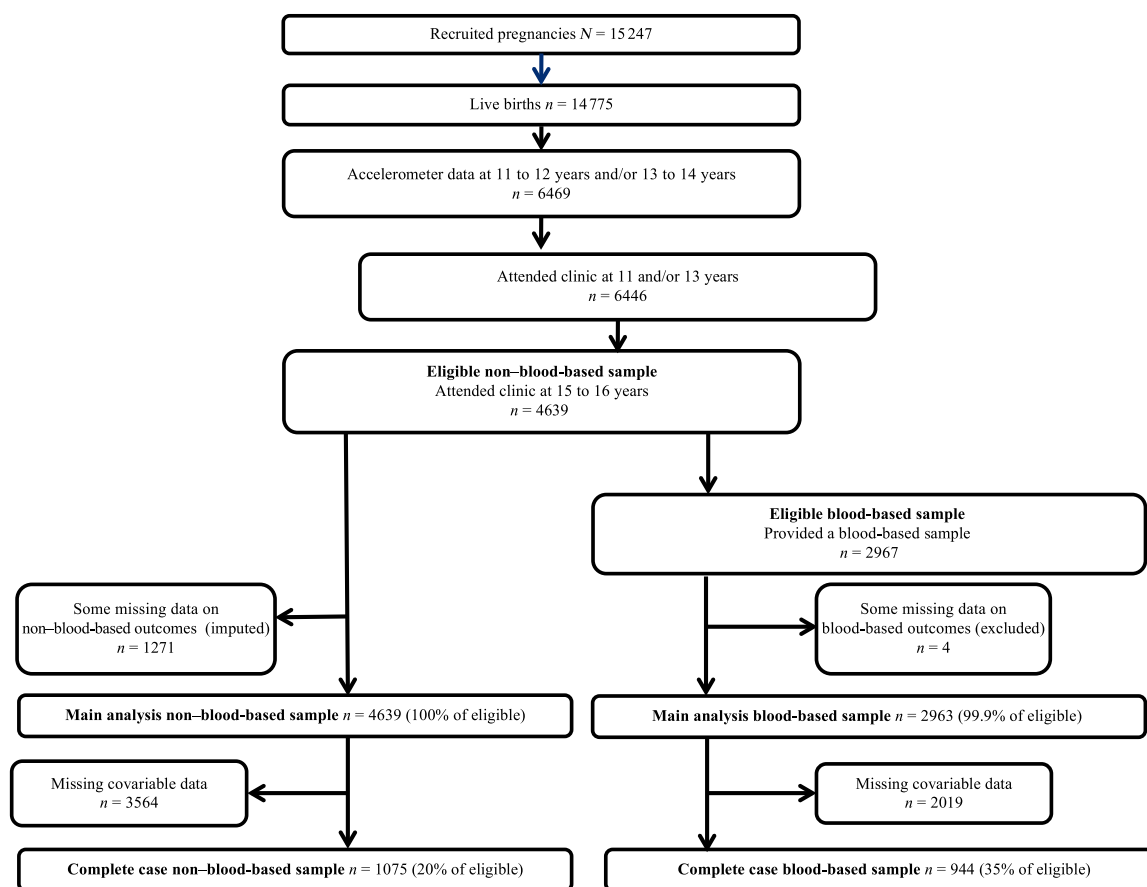 Recruited pregnancies N = 15 247
Live births n = 14 775
Accelerometer data at 11 to 12 years and/or 13 to 14 years
n = 6469
Attended clinic at 11 and/or 13 years
n = 6446
Eligible non–blood-based sample
Attended clinic at 15 to 16 years
n = 4639
Eligible blood-based sample
Provided a blood-based sample
n = 2967
Some missing data on
non–blood-based outcomes (imputed)
n = 1271
Some missing data on
blood-based outcomes (excluded)
n = 4
Main analysis non–blood-based sample n = 4639 (100% of eligible)
Main analysis blood-based sample n = 2963 (99.9% of eligible)
Missing covariable data
n = 3564
Missing covariable data
n = 2019
Complete case non–blood-based sample n = 1075 (20% of eligible)
Complete case blood-based sample n = 944 (35% of eligible)